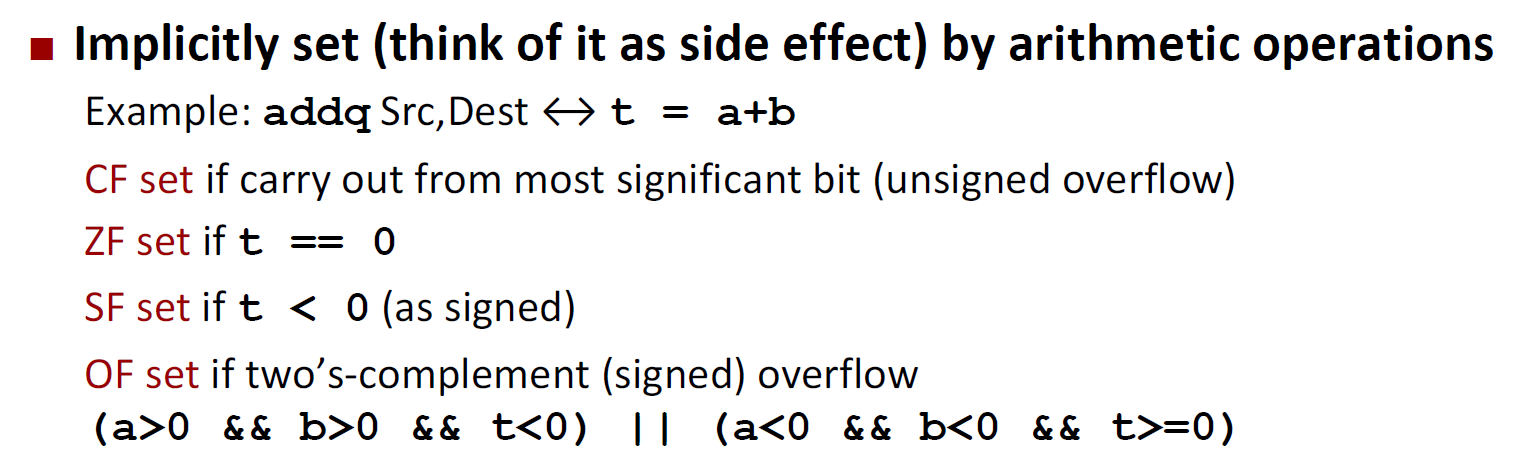 ■ Implicitly set (think of it as side effect) by arithmetic operations
Example: addq Src,Dest ↔ t = a+b
CF set if carry out from most significant bit (unsigned overflow)
ZF set if t == 0
SF set if t < 0 (as signed)
OF set if two’s-complement (signed) overflow
(a>0 && b>0 && t<0) || (a<0 && b<0 && t>=0)